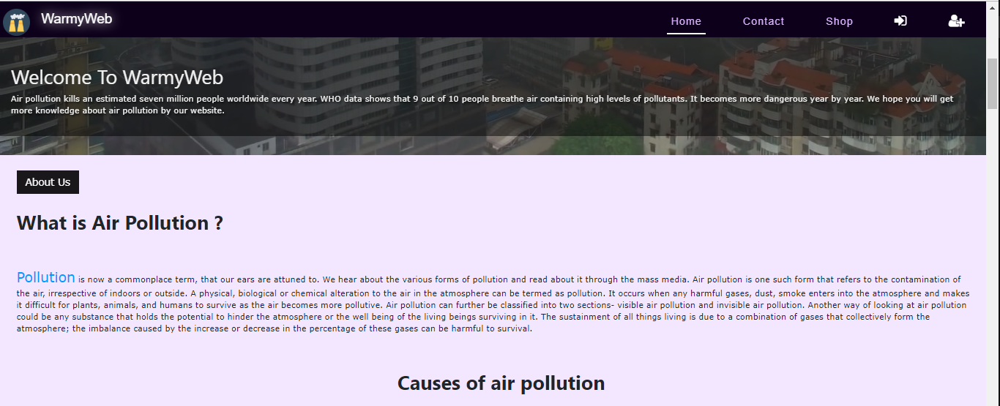 WarmyWeb
Home
Contact
Shop
Welcome To WarmyWeb
Air pollution kills an estimated seven million people worldwide every year. WHO data shows that 9 out of 10 people breathe air containing high levels of pollutants. It becomes more dangerous year by year. We hope you will get
more knowledge about air pollution by our website.
About Us
What is Air Pollution ?
Pollution is now a commonplace term, that our ears are attuned to. We hear about the various forms of pollution and read about it through the mass media. Air pollution is one such form that refers to the contamination of
the air, irrespective of indoors or outside. A physical, biological or chemical alteration to the air in the atmosphere can be termed as pollution. It occurs when any harmful gases, dust, smoke enters into the atmosphere and makes
it difficult for plants, animals, and humans to survive as the air becomes more pollutive. Air pollution can further be classified into two sections- visible air pollution and invisible air pollution. Another way of looking at air pollution
could be any substance that holds the potential to hinder the atmosphere or the well being of the living beings surviving in it. The sustainment of all things living is due to a combination of gases that collectively form the
atmosphere; the imbalance caused by the increase or decrease in the percentage of these gases can be harmful to survival.
Causes of air pollution